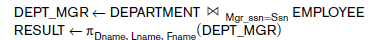 DEPT_MGR ← DEPARTMENT ⋈ Mgr_ssn=Ssn EMPLOYEE
RESULT ← π Dname, Lname, Fname(DEPT_MGR)